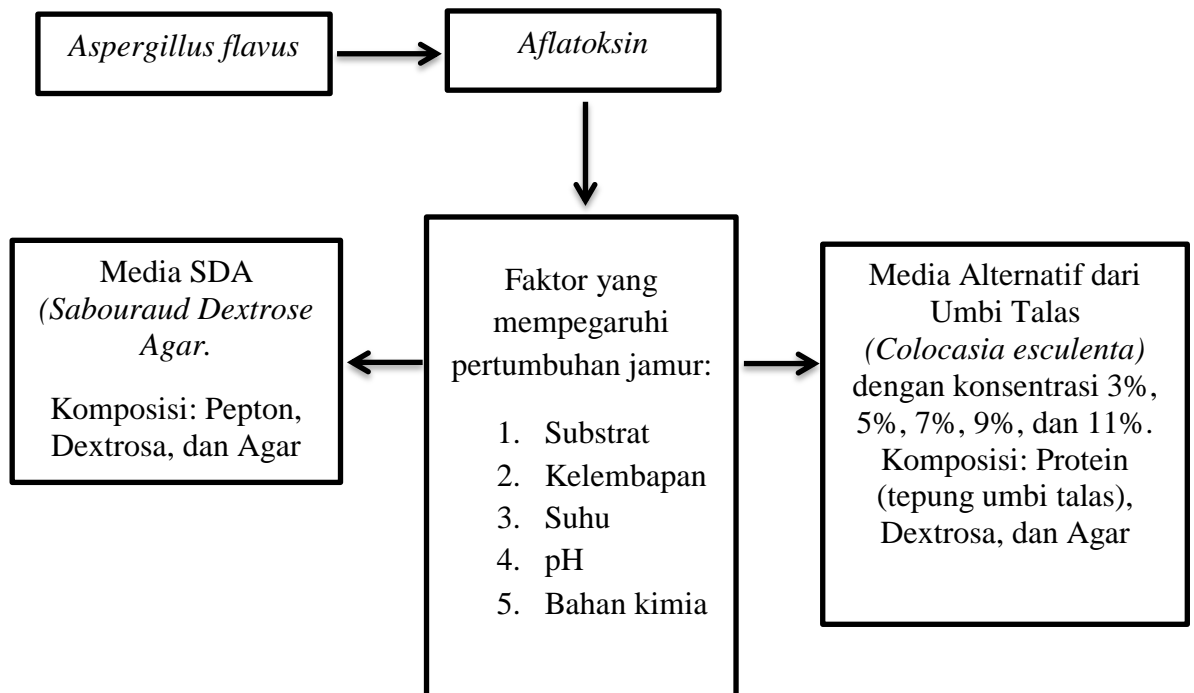 Aspergillus flavus
Aflatoksin
Media SDA
(Sabouraud Dextrose
Agar.
Komposisi: Pepton,
Dextrosa, dan Agar
Faktor yang
mempegaruhi
pertumbuhan jamur:
1. Substrat
2. Kelembapan
3. Suhu
4. pH
5. Bahan kimia
Media Alternatif dari
Umbi Talas
(Colocasia esculenta)
dengan konsentrasi 3%,
5%, 7%, 9%, dan 11%.
Komposisi: Protein
(tepung umbi talas),
Dextrosa, dan Agar